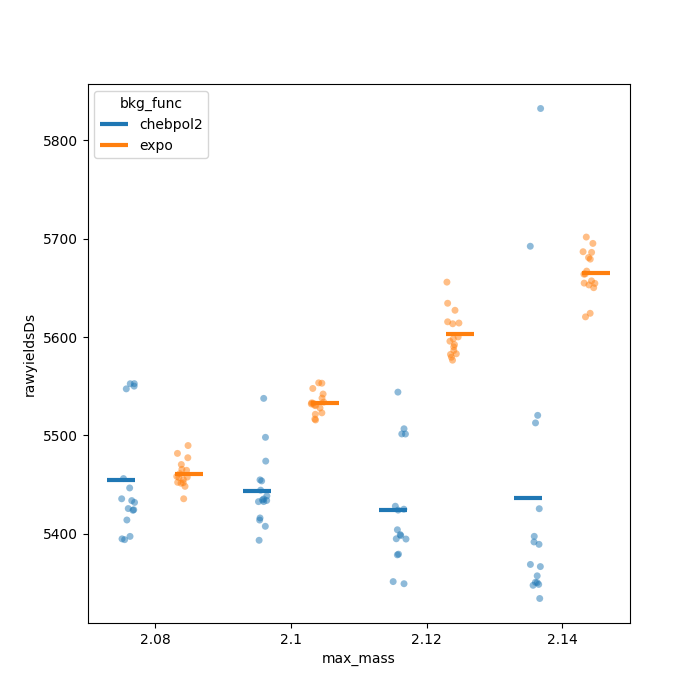 bkg_func
chebpol2
expo
5800
5700
5600
5500
5400
rawyieldsDs
2.08
2.1
2.12
2.14
max_mass